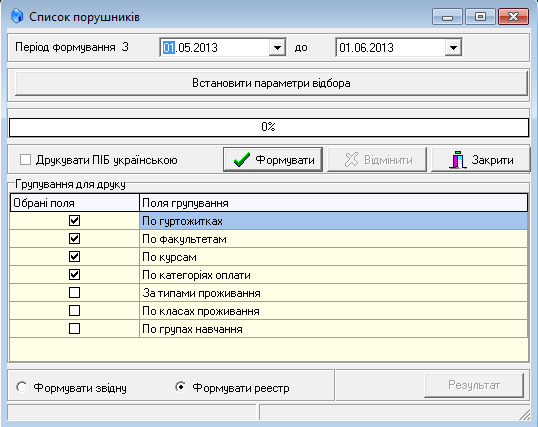 Список порушників
Період формування З 01.05.2013 до 01.06.2013
Встановити параметри відбора
0%
Друкувати ПІБ українською Формувати Відмінити Закрити
Групування для друку
Обрані поля Поля групування
По гуртожитках
По факультетам
По курсам
По категоріях оплати
За типами проживання
По класах проживання
По групах навчання
Формувати звідну Формувати реестр Результат